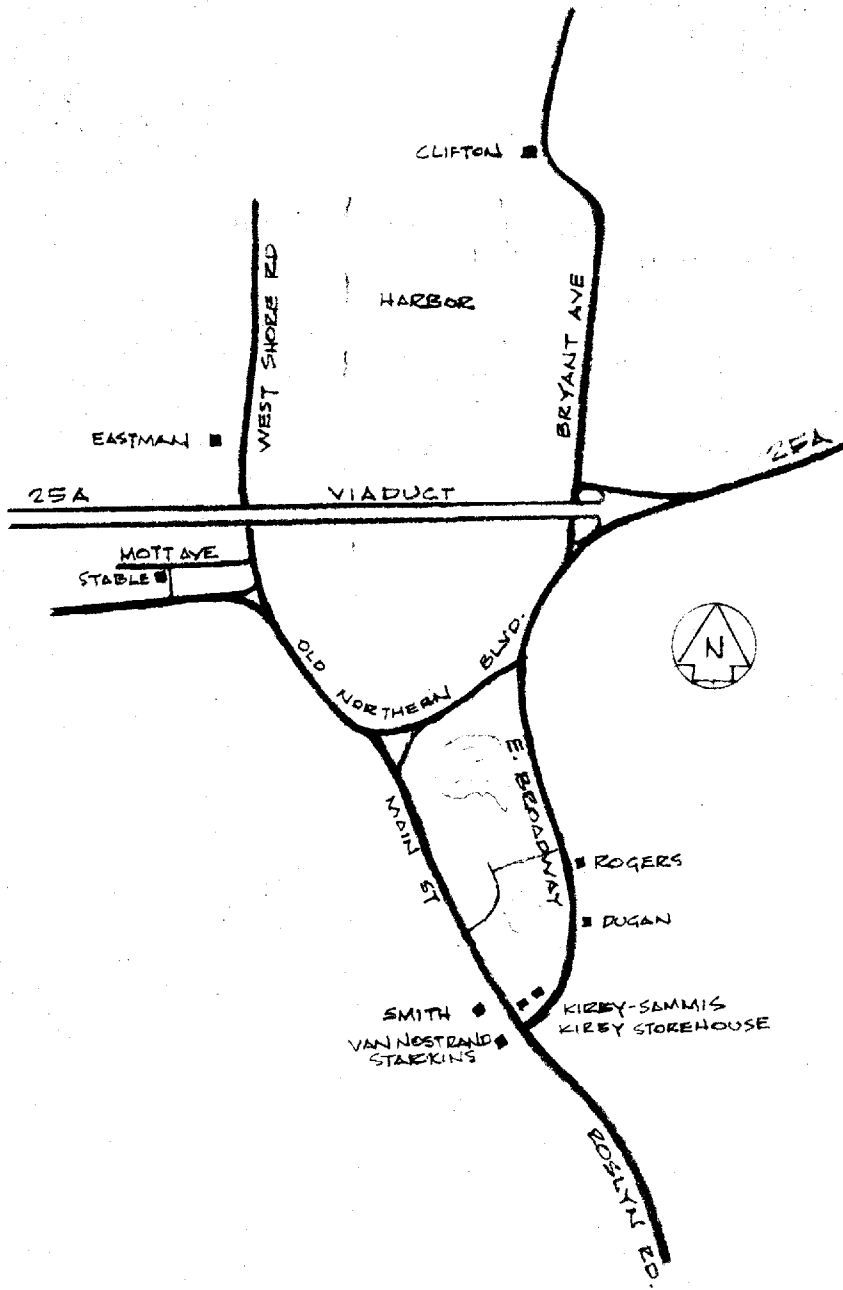 CLIFTON
HARBOR
WEST SHORE RD
BRYANT AVE
EASTMAN
25A
VIADUCT
25A
MOTT AVE
STABLE
OLD NORTHERN BLVD.
N
E. BROADWAY
MAIN ST
ROGERS
DUGAN
SMITH
KIRBY-SAMMIS
KIRBY STOREHOUSE
VAN NOSTRAND
STARKINS
ROSLYN RD.